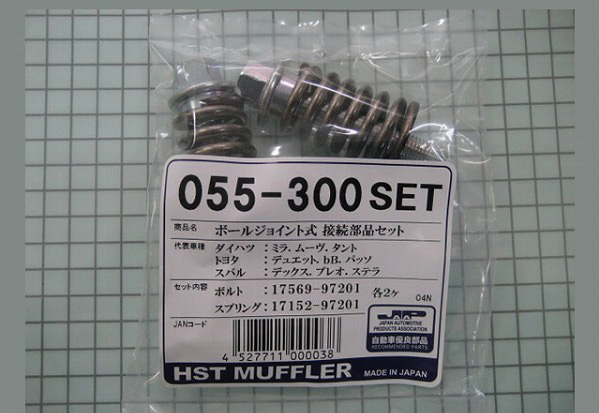 055-300 SET
商品名 ボールジョイント式 接続部品セット
代表車種 ダイハツ：ミラ、ムーヴ、タント
トヨタ：デュエット、bB、パッソ
スバル：デックス、プレオ、ステラ
セット内容 ボルト：17569-97201 各2ケ
スプリング：17152-97201
04N
JANコード
4 527711 000038
JAP
JAPAN AUTOMOTIVE
PRODUCTS ASSOCIATION
自動車優良部品
RECOMMENDED PARTS
HST MUFFLER MADE IN JAPAN